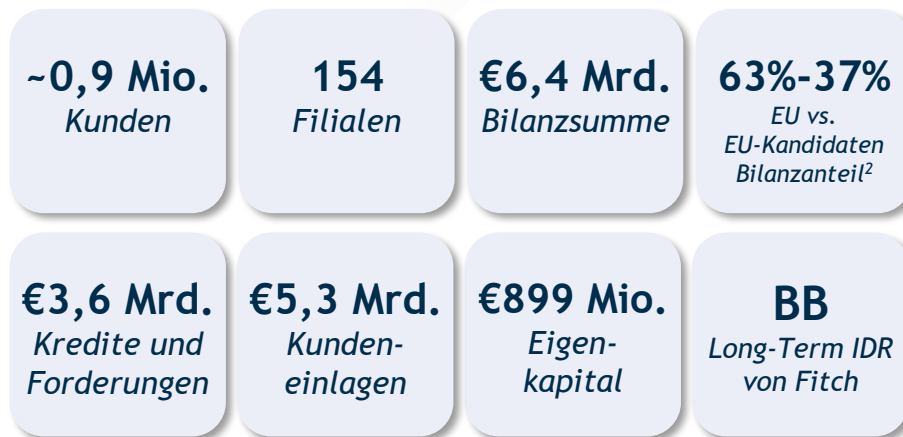 ~0,9 Mio.
Kunden
154
Filialen
€6,4 Mrd.
Bilanzsumme
63%-37%
EU vs.
EU-Kandidaten
Bilanzanteil²
€3,6 Mrd.
Kredite und
Forderungen
€5,3 Mrd.
Kunden-
einlagen
€899 Mio.
Eigen-
kapital
BB
Long-Term IDR
von Fitch